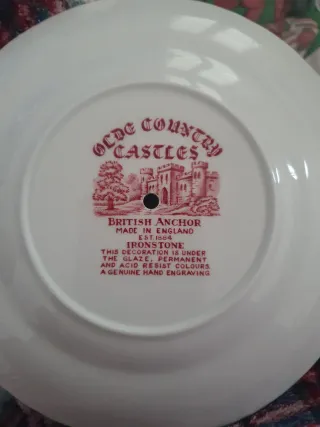 OLDE COUNTRY
CASTLES
BRITISH ANCHOR
MADE IN ENGLAND
EST. 1884
IRONSTONE
THIS DECORATION IS UNDER
THE GLAZE, PERMANENT
AND ACID RESIST COLOURS
A GENUINE HAND ENGRAVING